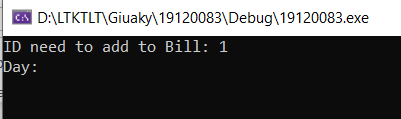 D:\LTKTLT\Giuaky\19120083\Debug\19120083.exe
ID need to add to Bill: 1
Day: